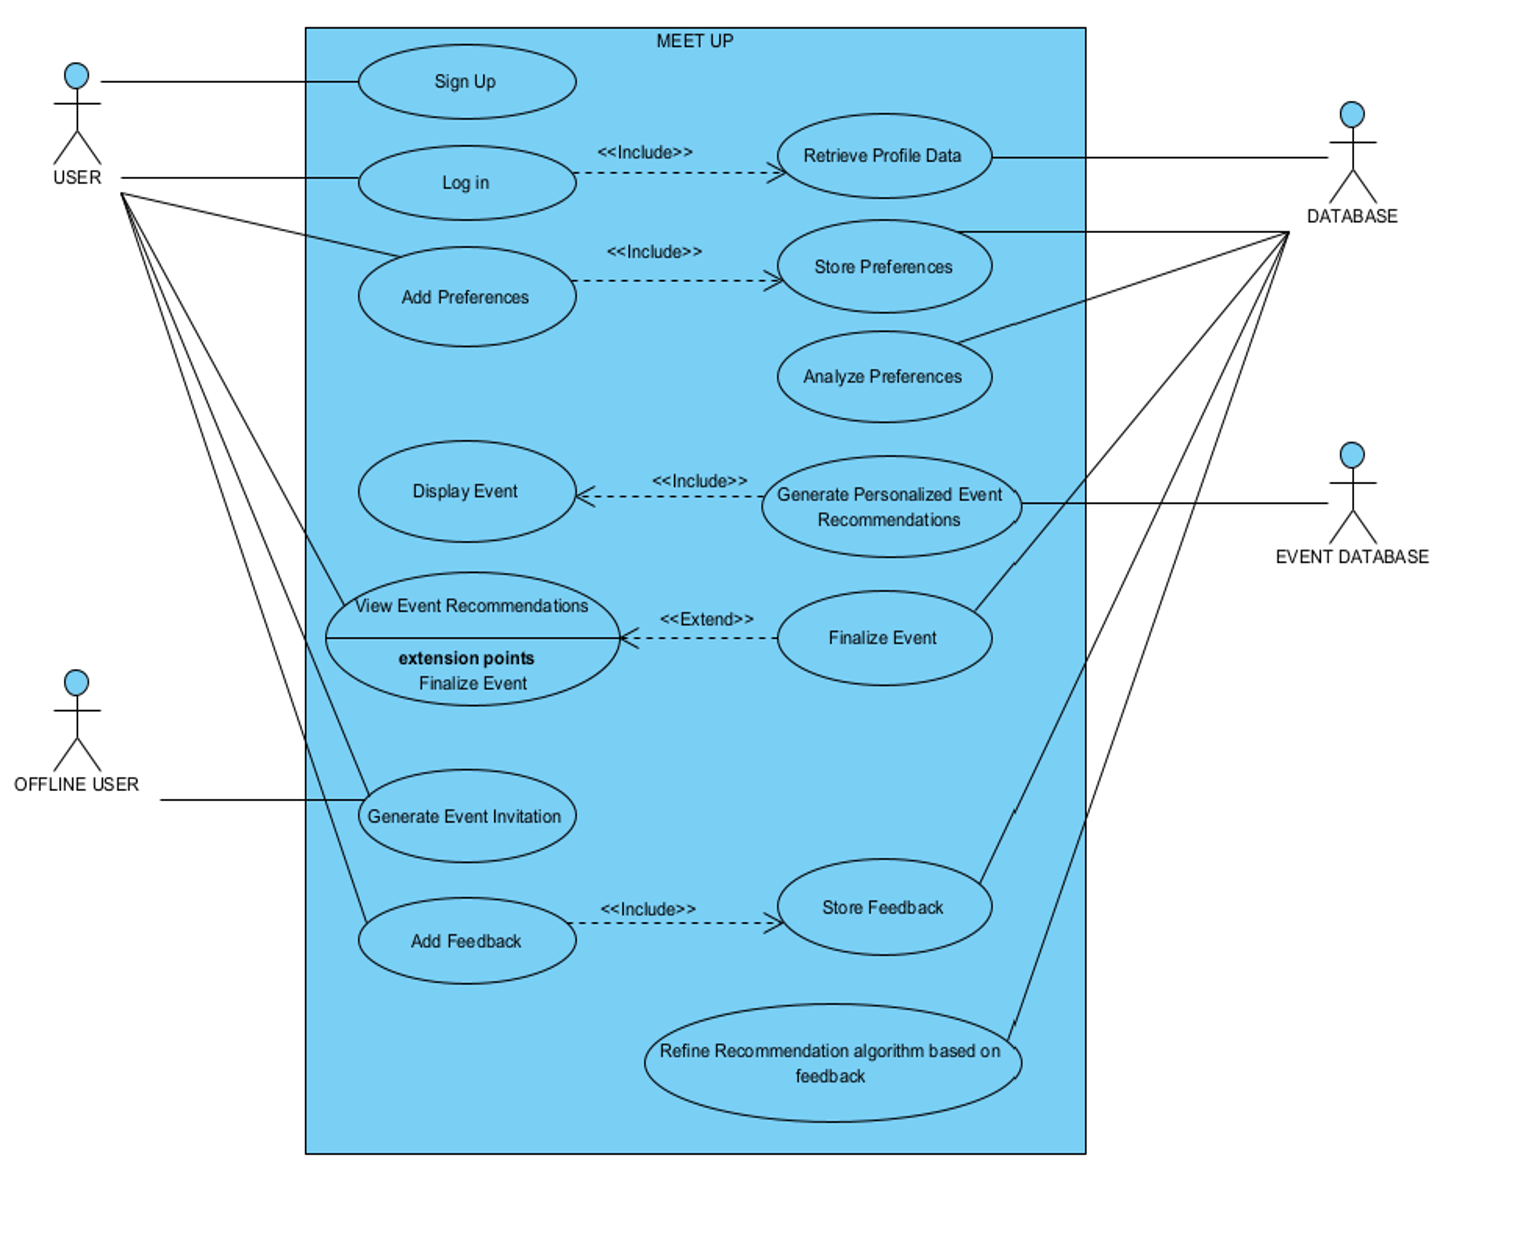 MEET UP
Sign Up
USER
Log in
<<Include>>
Retrieve Profile Data
DATABASE
Add Preferences
<<Include>>
Store Preferences
Analyze Preferences
Display Event
<<Include>>
Generate Personalized Event
Recommendations
EVENT DATABASE
View Event Recommendations
extension points
Finalize Event
<<Extend>>
Finalize Event
OFFLINE USER
Generate Event Invitation
Add Feedback
<<Include>>
Store Feedback
Refine Recommendation algorithm based on
feedback